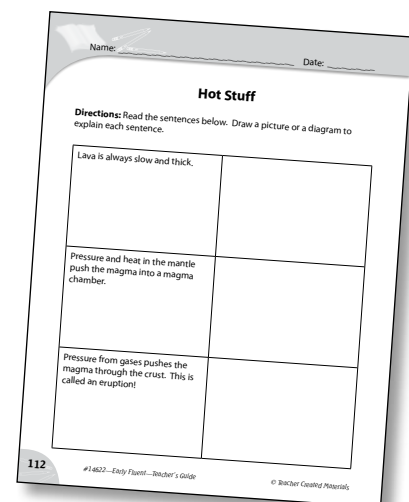 Name: ____________________ Date: __________
Hot Stuff
Directions: Read the sentences below. Draw a picture or a diagram to
explain each sentence.
Lava is always slow and thick.
Pressure and heat in the mantle
push the magma into a magma
chamber.
Pressure from gases pushes the
magma through the crust. This is
called an eruption!
112 #14622—Early Fluent—Teacher's Guide © Teacher Created Materials